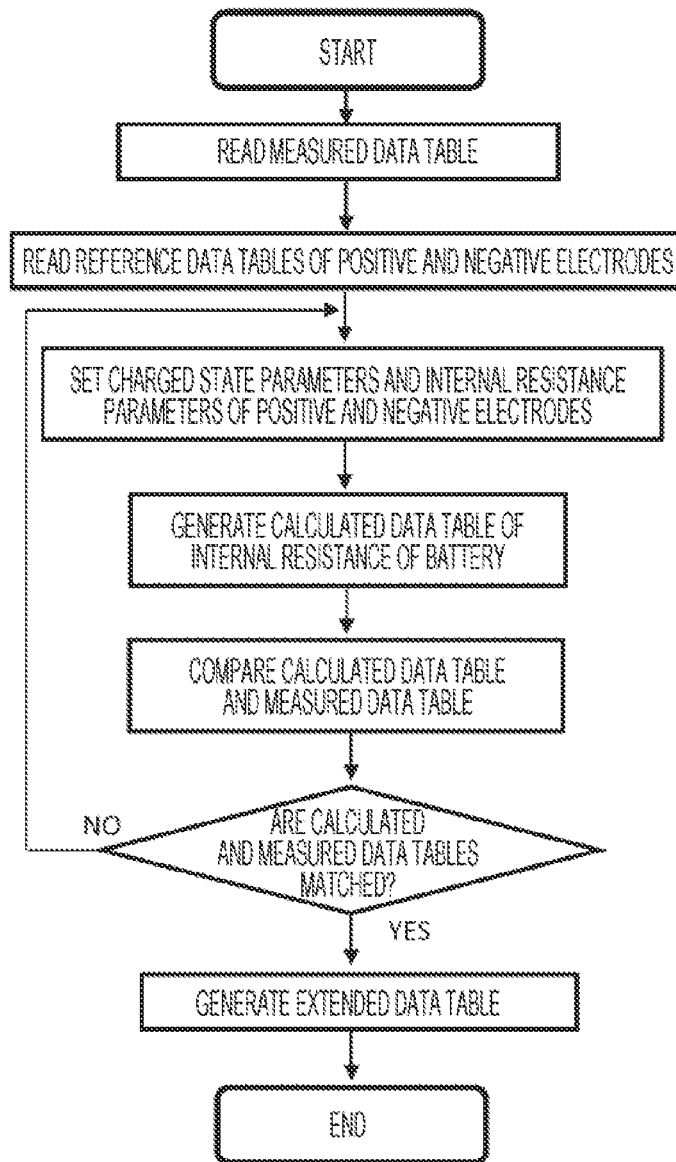 START
READ MEASURED DATA TABLE
READ REFERENCE DATA TABLES OF POSITIVE AND NEGATIVE ELECTRODES
SET CHARGED STATE PARAMETERS AND INTERNAL RESISTANCE
PARAMETERS OF POSITIVE AND NEGATIVE ELECTRODES
GENERATE CALCULATED DATA TABLE OF
INTERNAL RESISTANCE OF BATTERY
COMPARE CALCULATED DATA TABLE
AND MEASURED DATA TABLE
NO
ARE CALCULATED
AND MEASURED DATA TABLES
MATCHED?
YES
GENERATE EXTENDED DATA TABLE
END